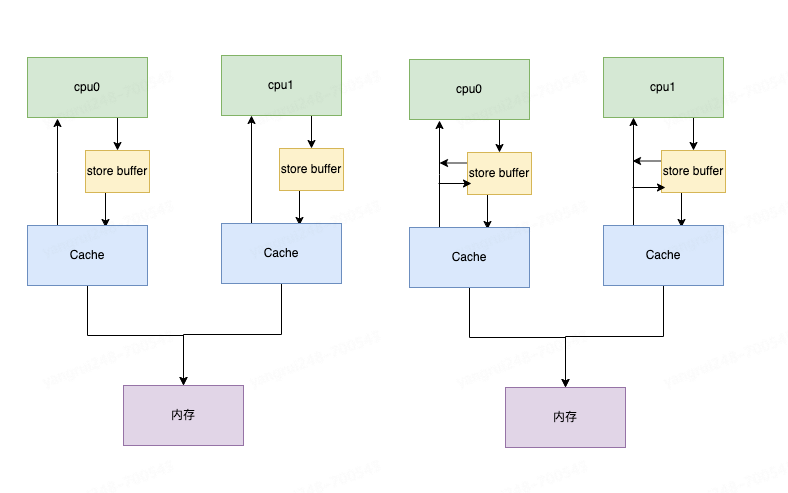 cpu0
cpu1
store buffer
store buffer
Cache
Cache
内存
cpu0
cpu1
store buffer
store buffer
Cache
Cache
内存